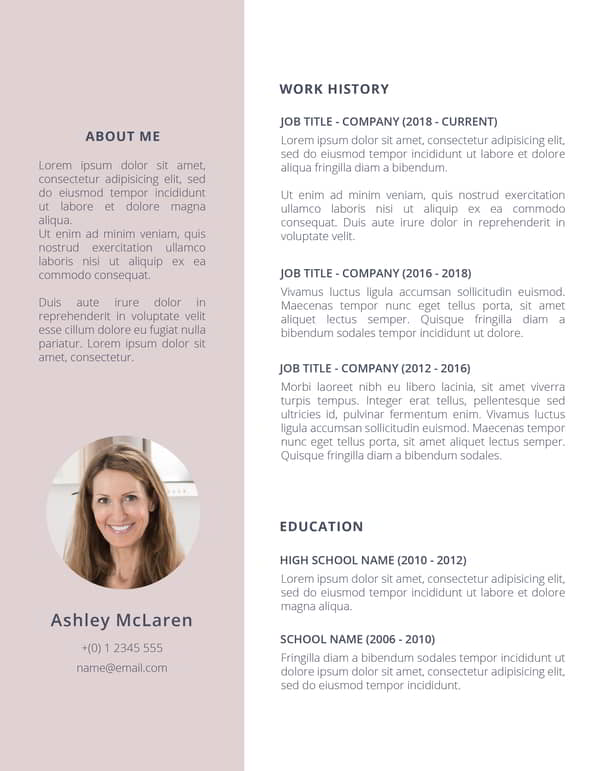 ABOUT ME
Lorem ipsum dolor sit amet,
consectetur adipisicing elit, sed
do eiusmod tempor incididunt
ut labore et dolore magna
aliqua.
Ut enim ad minim veniam, quis
nostrud exercitation ullamco
laboris nisi ut aliquip ex ea
commodo consequat.
Duis aute irure dolor in
reprehenderit in voluptate velit
esse cillum dolore eu fugiat nulla
pariatur. Lorem ipsum dolor sit
amet, consectetur.
Ashley McLaren
+(0) 1 2345 555
name@email.com
WORK HISTORY
JOB TITLE - COMPANY (2018 - CURRENT)
Lorem ipsum dolor sit amet, consectetur adipisicing elit,
sed do eiusmod tempor incididunt ut labore et dolore
aliqua fringilla diam a bibendum.
Ut enim ad minim veniam, quis nostrud exercitation
ullamco laboris nisi ut aliquip ex ea commodo
consequat. Duis aute irure dolor in reprehenderit in
voluptate velit.
JOB TITLE - COMPANY (2016 - 2018)
Vivamus luctus ligula accumsan sollicitudin euismod.
Maecenas tempor nunc eget tellus porta, sit amet
aliquet lectus semper. Quisque fringilla diam a
bibendum sodales tempor incididunt ut dolore.
JOB TITLE - COMPANY (2012 - 2016)
Morbi laoreet nibh eu libero lacinia, sit amet viverra
turpis tempus. Integer erat tellus, pellentesque sed
ultricies id, pulvinar fermentum enim. Vivamus luctus
ligula accumsan sollicitudin euismod. Maecenas tempor
nunc eget tellus porta, sit amet aliquet lectus semper.
Quisque fringilla diam a bibendum sodales.
EDUCATION
HIGH SCHOOL NAME (2010 - 2012)
Lorem ipsum dolor sit amet, consectetur adipisicing elit,
sed do eiusmod tempor incididunt ut labore et dolore
magna aliqua.
SCHOOL NAME (2006 - 2010)
Fringilla diam a bibendum sodales tempor incididunt ut
dolore ipsum dolor sit amet, consectetur adipisicing elit,
sed do eiusmod tempor incididunt.